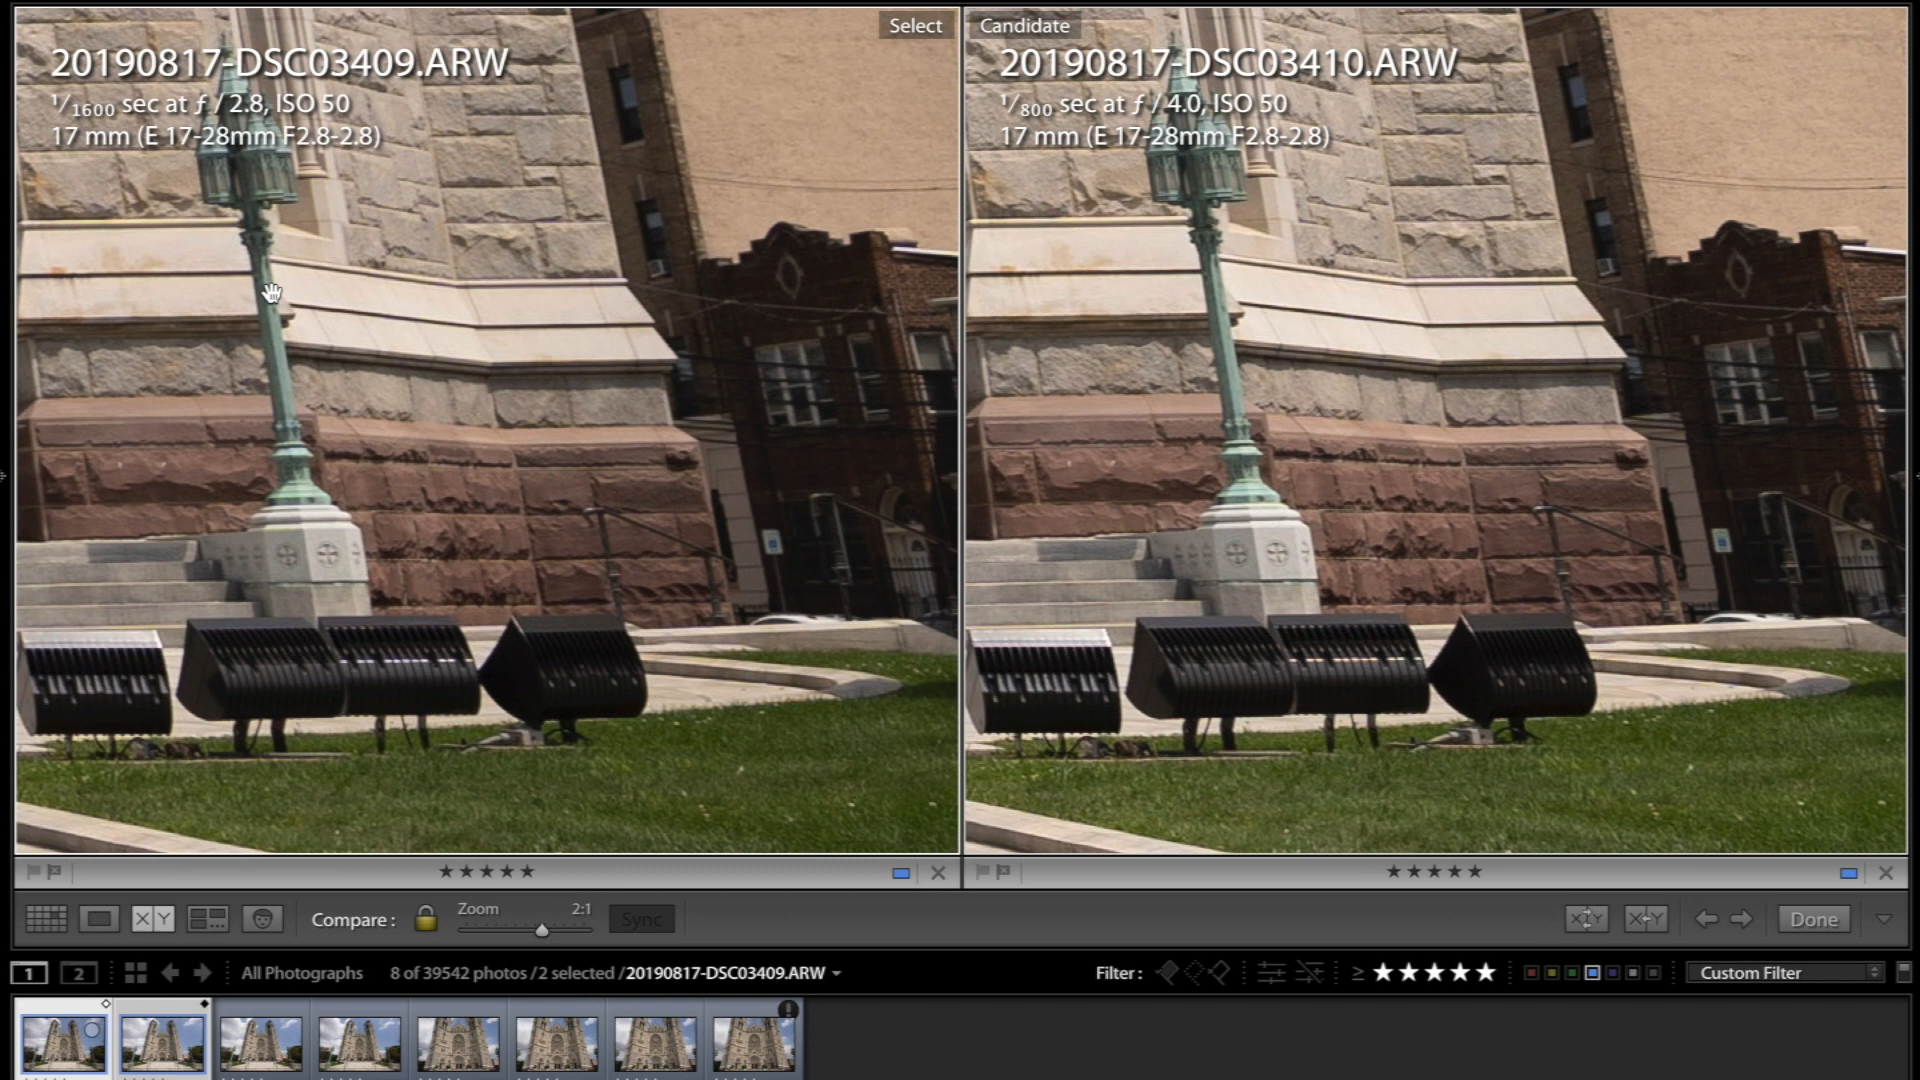 Select
20190817-DSC03409.ARW
1/1600 sec at ƒ / 2.8, ISO 50
17 mm (E 17-28mm F2.8-2.8)
Candidate
20190817-DSC03410.ARW
1/800 sec at ƒ / 4.0, ISO 50
17 mm (E 17-28mm F2.8-2.8)
XY Compare : Zoom 2:1 Sync X Y X Y Done
1 2 All Photographs 8 of 39542 photos / 2 selected / 20190817-DSC03409.ARW Filter : ≥ ★★★★★ Custom Filter